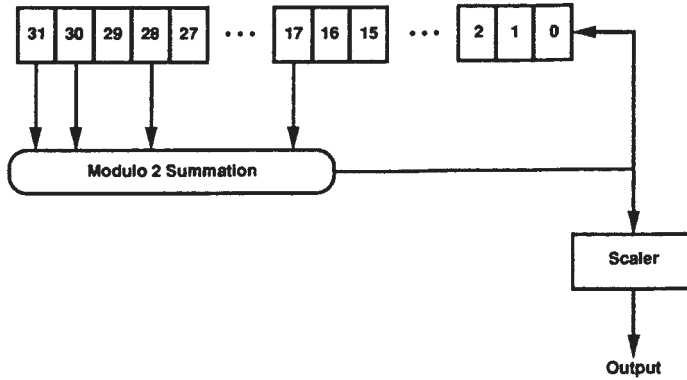 31 30 29 28 27 ••• 17 16 15 ••• 2 1 0
Modulo 2 Summation
Scaler
Output